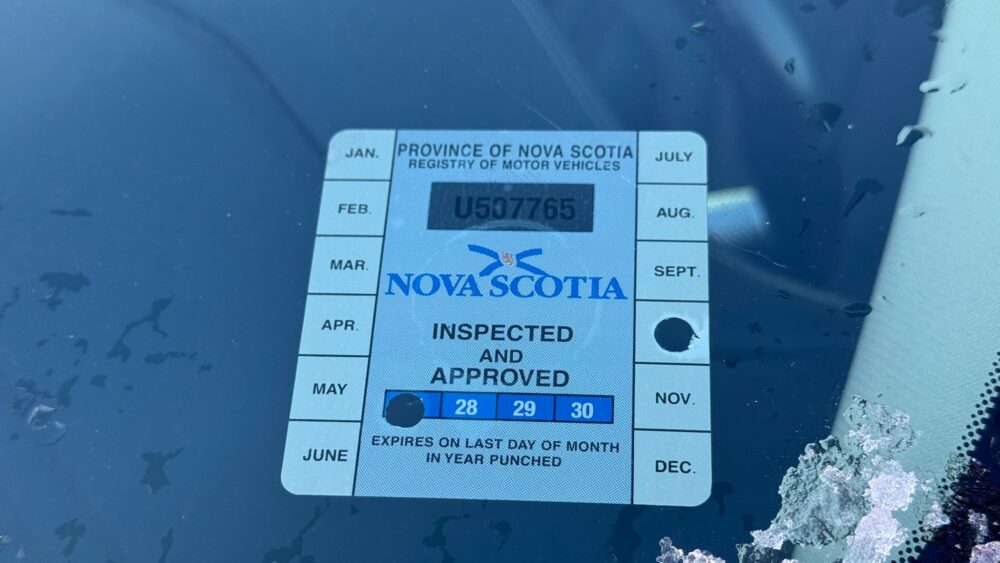 PROVINCE OF NOVA SCOTIA
REGISTRY OF MOTOR VEHICLES
U507765
NOVA SCOTIA
INSPECTED
AND
APPROVED
28 29 30
EXPIRES ON LAST DAY OF MONTH
IN YEAR PUNCHED
JAN.
FEB.
MAR.
APR.
MAY
JUNE
JULY
AUG.
SEPT.
NOV.
DEC.